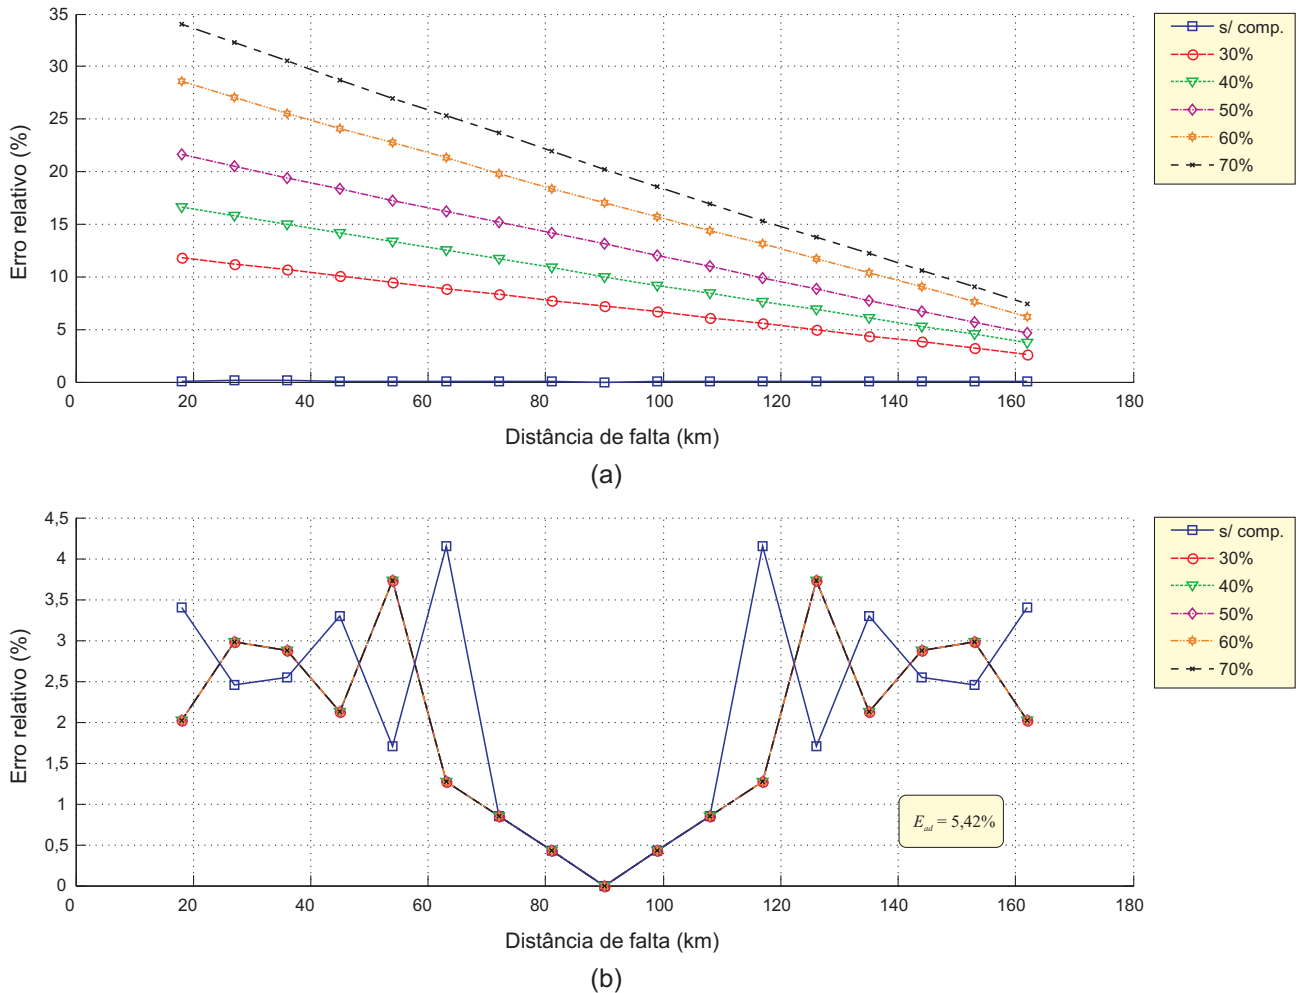 35
30
25
20
15
10
5
0
Erro relativo (%)
0 20 40 60 80 100 120 140 160 180
Distância de falta (km)
s/ comp.
30%
40%
50%
60%
70%
(a)
4,5
4
3,5
3
2,5
2
1,5
1
0,5
0
Erro relativo (%)
0 20 40 60 80 100 120 140 160 180
Distância de falta (km)
s/ comp.
30%
40%
50%
60%
70%
E_ad = 5,42%
(b)